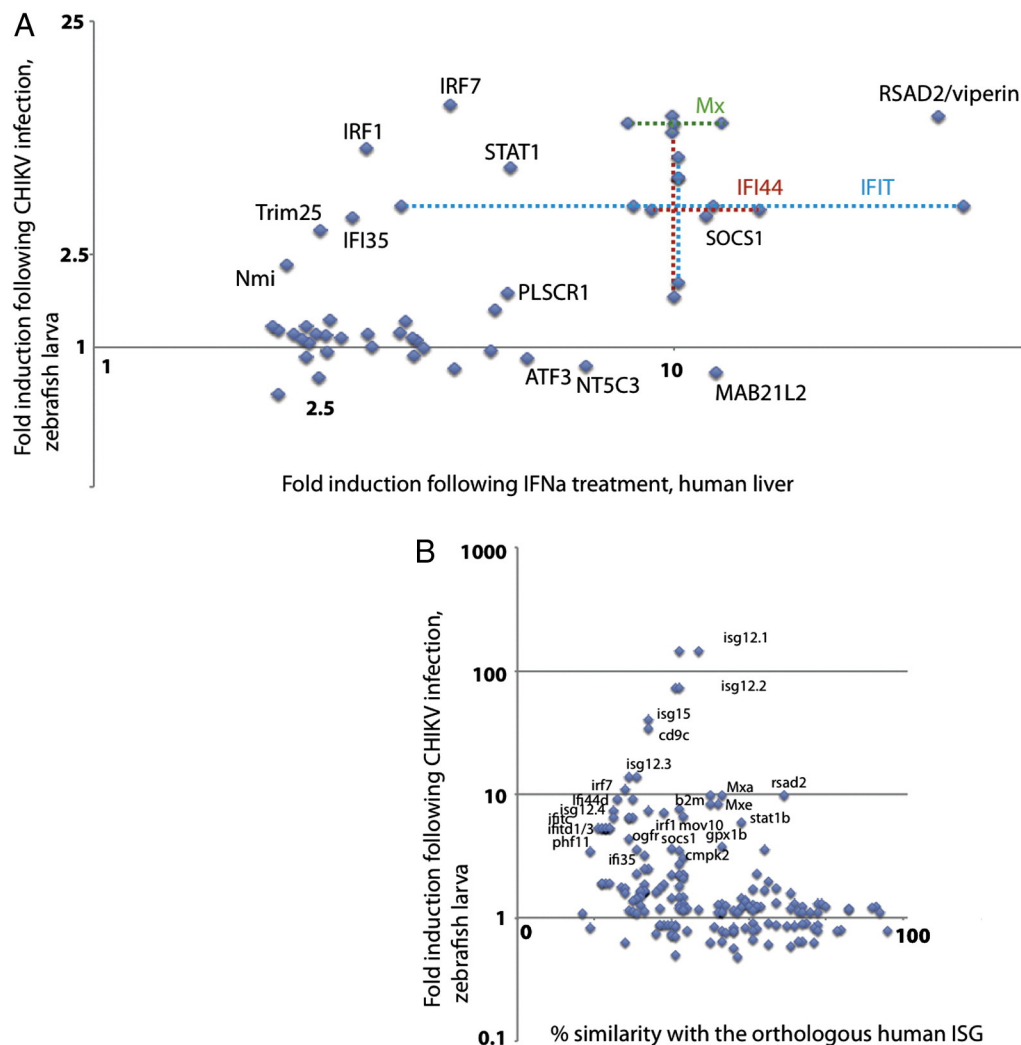 A
25
Fold induction following CHIKV infection,
zebrafish larva
IRF7
Mx
RSAD2/viperin
IRF1
STAT1
IFI44
IFIT
Trim25
IFI35
SOCS1
2.5
Nmi
PLSCR1
1
1
10
ATF3
NT5C3
MAB21L2
2.5
Fold induction following IFNa treatment, human liver
B
1000
Fold induction following CHIKV infection,
zebrafish larva
isg12.1
100
isg12.2
isg15
cd9c
isg12.3
irf7
Mxa
rsad2
10
Ifi44d
b2m
Mxe
isg12.4
ifitc
irf1
mov10
stat1b
ifitd1/3
ogfr
socs1
gpx1b
phf11
ifi35
cmpk2
1
0
100
0.1
% similarity with the orthologous human ISG